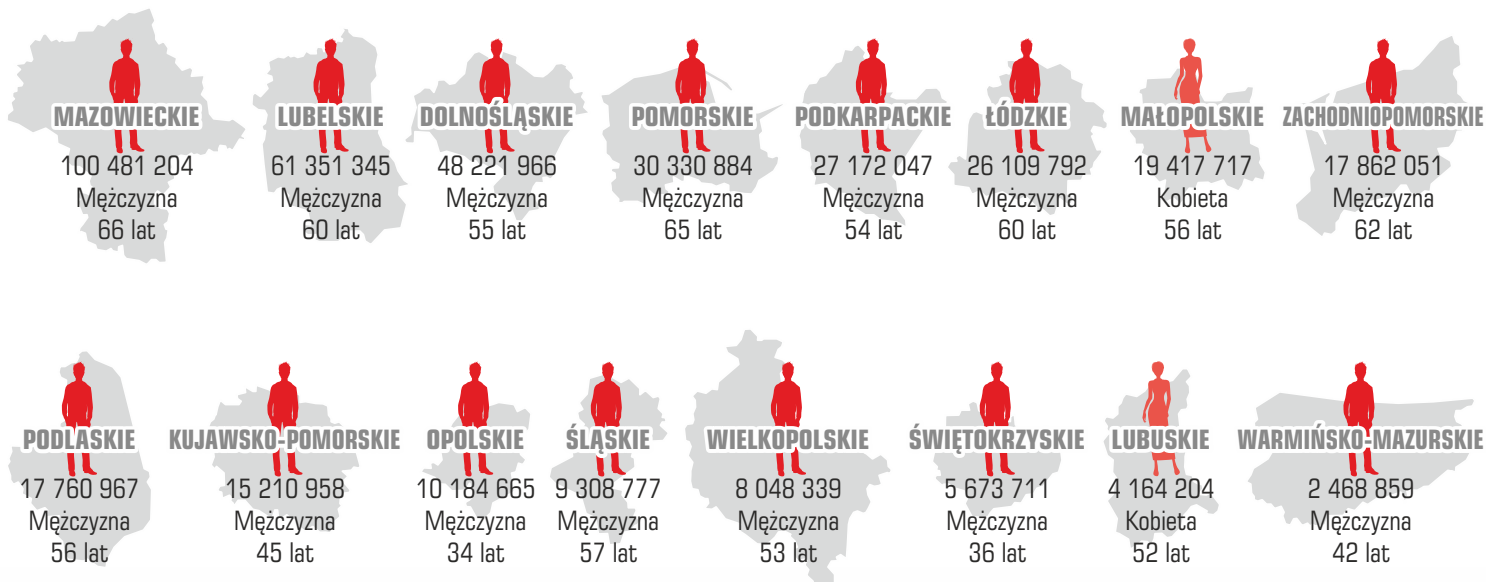 MAZOWIECKIE
100 481 204
Mężczyzna
66 lat
LUBELSKIE
61 351 345
Mężczyzna
60 lat
DOLNOŚLĄSKIE
48 221 966
Mężczyzna
55 lat
POMORSKIE
30 330 884
Mężczyzna
65 lat
PODKARPACKIE
27 172 047
Mężczyzna
54 lat
ŁÓDZKIE
26 109 792
Mężczyzna
60 lat
MAŁOPOLSKIE
19 417 717
Kobieta
56 lat
ZACHODNIOPOMORSKIE
17 862 051
Mężczyzna
62 lat
PODLASKIE
17 760 967
Mężczyzna
56 lat
KUJAWSKO-POMORSKIE
15 210 958
Mężczyzna
45 lat
OPOLSKIE
10 184 665
Mężczyzna
34 lat
ŚLĄSKIE
9 308 777
Mężczyzna
57 lat
WIELKOPOLSKIE
8 048 339
Mężczyzna
53 lat
ŚWIĘTOKRZYSKIE
5 673 711
Mężczyzna
36 lat
LUBUSKIE
4 164 204
Kobieta
52 lat
WARMIŃSKO-MAZURSKIE
2 468 859
Mężczyzna
42 lat